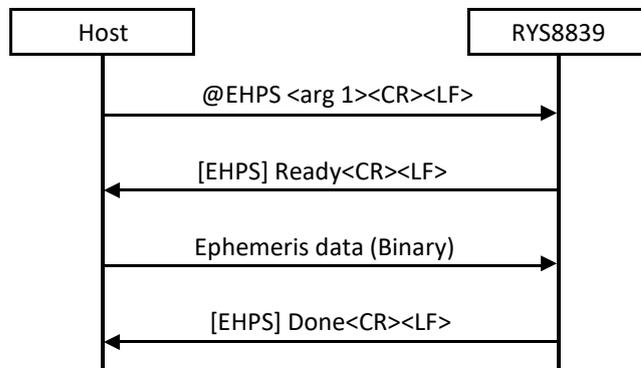 Host
RYS8839
@EHPS <arg 1><CR><LF>
[EHPS] Ready<CR><LF>
Ephemeris data (Binary)
[EHPS] Done<CR><LF>